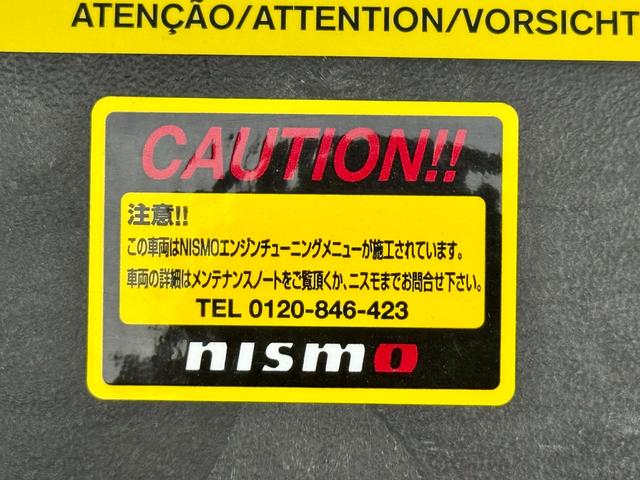 ATENÇÃO/ATTENTION/VORSICHT
CAUTION!!
注意!!
この車両はNISMOエンジンチューニングメニューが施工されています。
車両の詳細はメンテナンスノートをご覧頂くか、ニスモまでお問合せ下さい。
TEL 0120-846-423
nismo